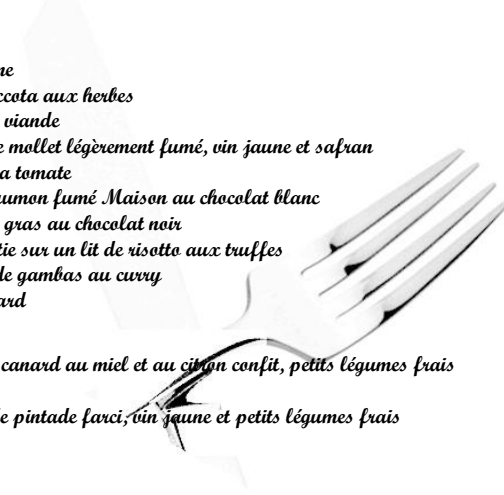 ne
ccota aux herbes
viande
e mollet légèrement fumé, vin jaune et safran
a tomate
umon fumé Maison au chocolat blanc
gras au chocolat noir
tie sur un lit de risotto aux truffes
de gambas au curry
ard
canard au miel et au citron confit, petits légumes frais
e pintade farci, vin jaune et petits légumes frais